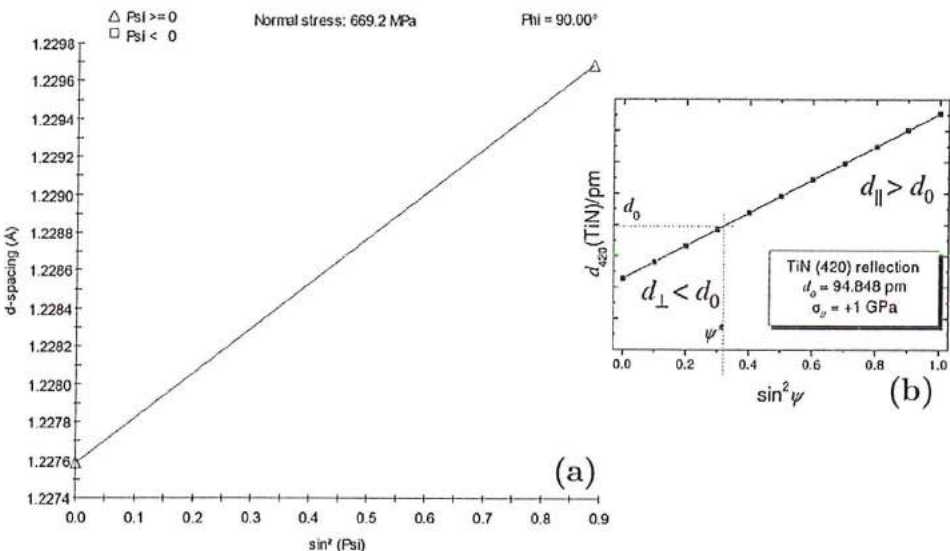 △ Psi >= 0
□ Psi < 0
Normal stress: 669.2 MPa
Phi = 90.00°
1.2298
1.2296
1.2294
1.2292
1.2290
1.2288
1.2286
1.2284
1.2282
1.2280
1.2278
1.2276
1.2274
d-spacing (Å)
0.0 0.1 0.2 0.3 0.4 0.5 0.6 0.7 0.8 0.9
sin² (Psi)
(a)
d₄₂₀(TiN)/pm
d₀
d∥ > d₀
d⊥ < d₀
ψ*
TiN (420) rellection
d₀ = 94.848 pm
σ∥ = +1 GPa
0.0 0.2 0.4 0.6 0.8 1.0
sin²ψ
(b)